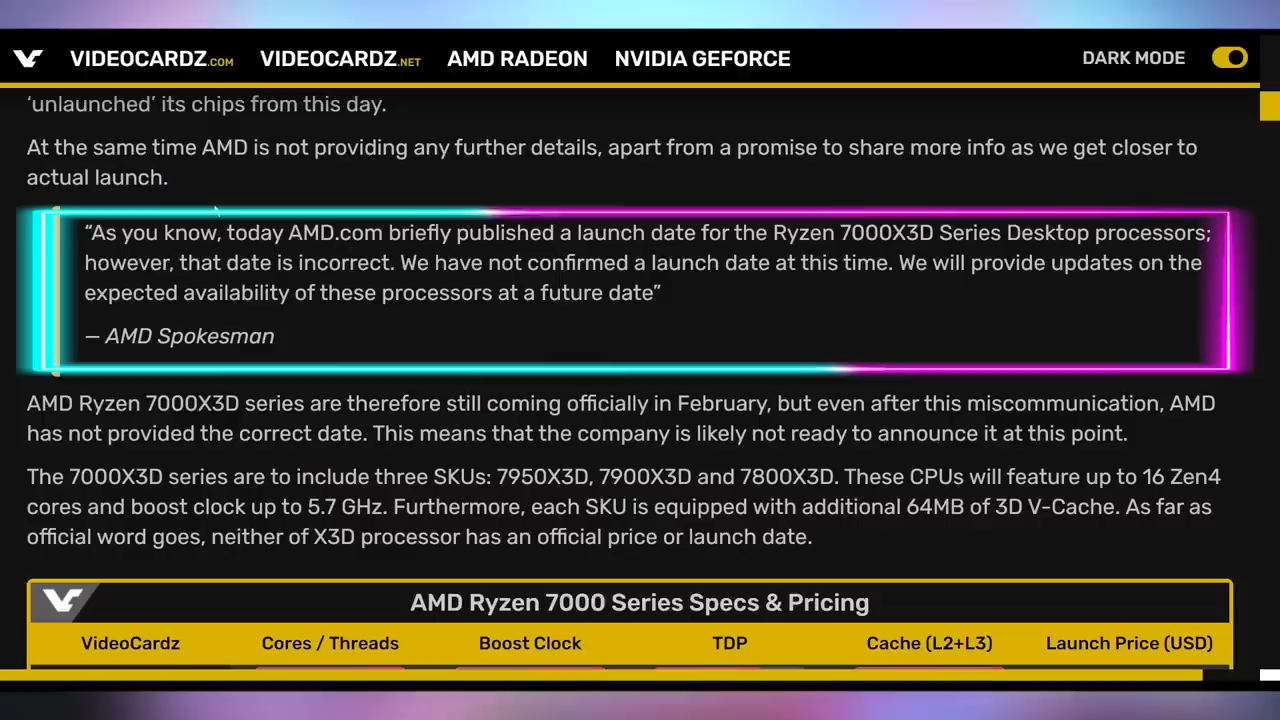 VIDEOCARDZ.COM VIDEOCARDZ.NET AMD RADEON NVIDIA GEFORCE DARK MODE
‘unlaunched’ its chips from this day.
At the same time AMD is not providing any further details, apart from a promise to share more info as we get closer to
actual launch.
“As you know, today AMD.com briefly published a launch date for the Ryzen 7000X3D Series Desktop processors;
however, that date is incorrect. We have not confirmed a launch date at this time. We will provide updates on the
expected availability of these processors at a future date”
— AMD Spokesman
AMD Ryzen 7000X3D series are therefore still coming officially in February, but even after this miscommunication, AMD
has not provided the correct date. This means that the company is likely not ready to announce it at this point.
The 7000X3D series are to include three SKUs: 7950X3D, 7900X3D and 7800X3D. These CPUs will feature up to 16 Zen4
cores and boost clock up to 5.7 GHz. Furthermore, each SKU is equipped with additional 64MB of 3D V-Cache. As far as
official word goes, neither of X3D processor has an official price or launch date.
AMD Ryzen 7000 Series Specs & Pricing
VideoCardz Cores / Threads Boost Clock TDP Cache (L2+L3) Launch Price (USD)